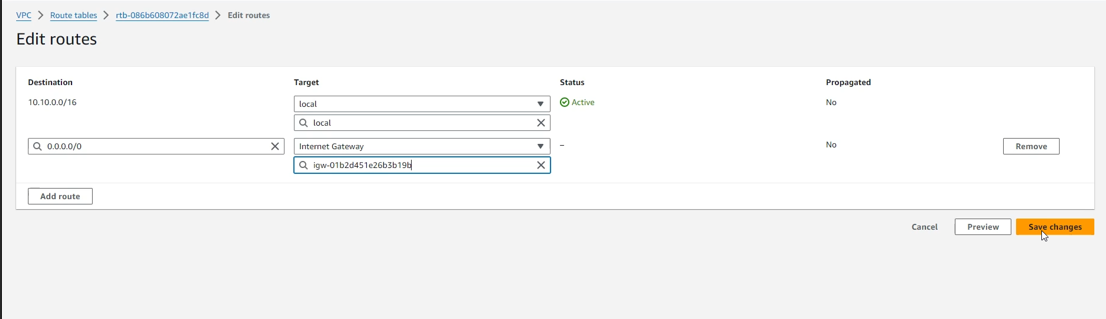 VPC > Route tables > rtb-086b608072ae1fc8d > Edit routes
Edit routes
Destination Target Status Propagated
10.10.0.0/16 local Active No
local
0.0.0.0/0 Internet Gateway – No Remove
igw-01b2d451e26b3b19b
Add route
Cancel Preview Save changes